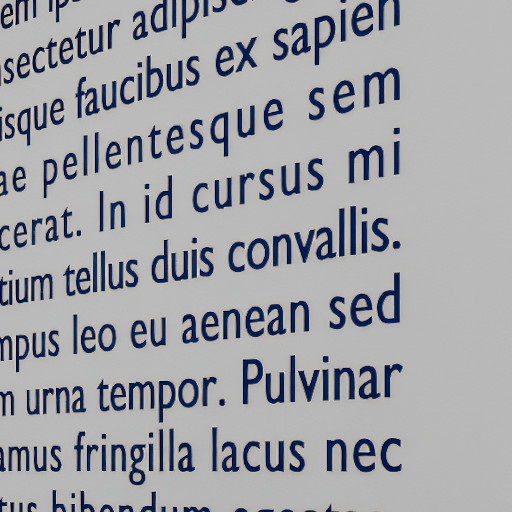 adipis
sectetur
isque faucibus ex sapien
ae pellentesque sem
cerat. In id cursus mi
tium tellus duis convallis.
mpus leo eu aenean sed
m urna tempor. Pulvinar
amus fringilla lacus nec